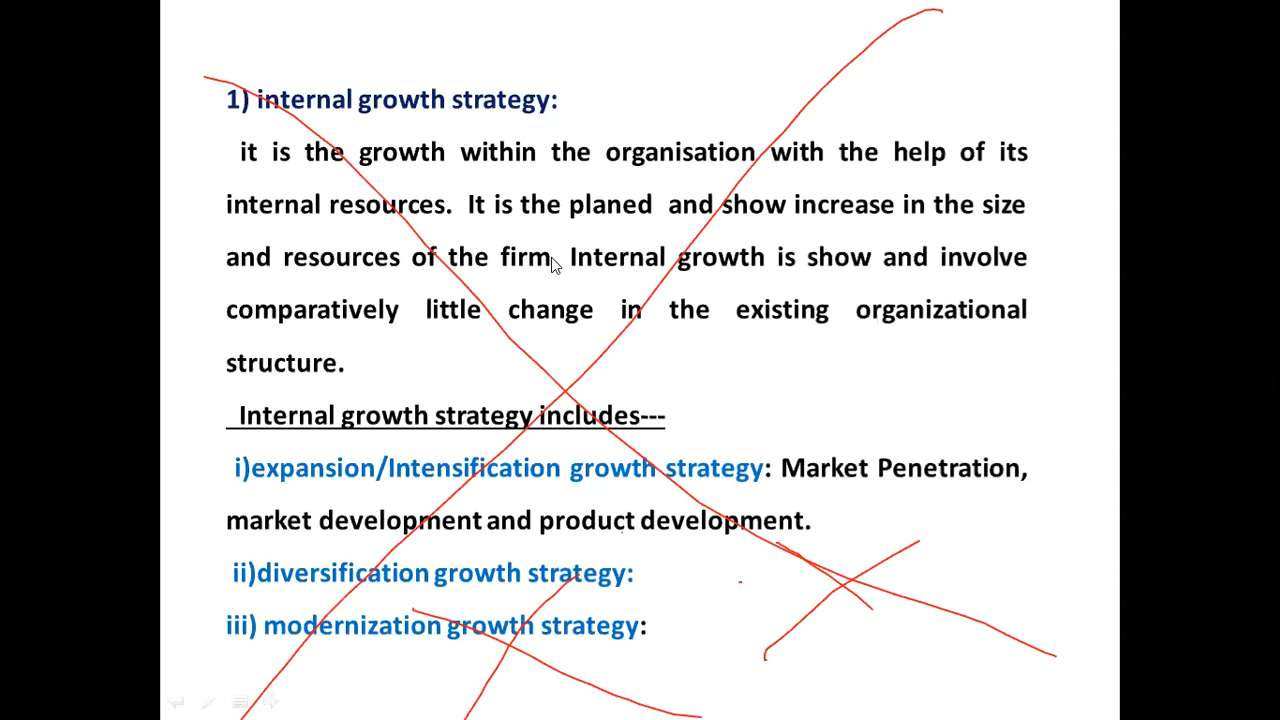 1) internal growth strategy:
it is the growth within the organisation with the help of its
internal resources. It is the planed and show increase in the size
and resources of the firm. Internal growth is show and involve
comparatively little change in the existing organizational
structure.
Internal growth strategy includes---
i)expansion/Intensification growth strategy: Market Penetration,
market development and product development.
ii)diversification growth strategy:
iii) modernization growth strategy: